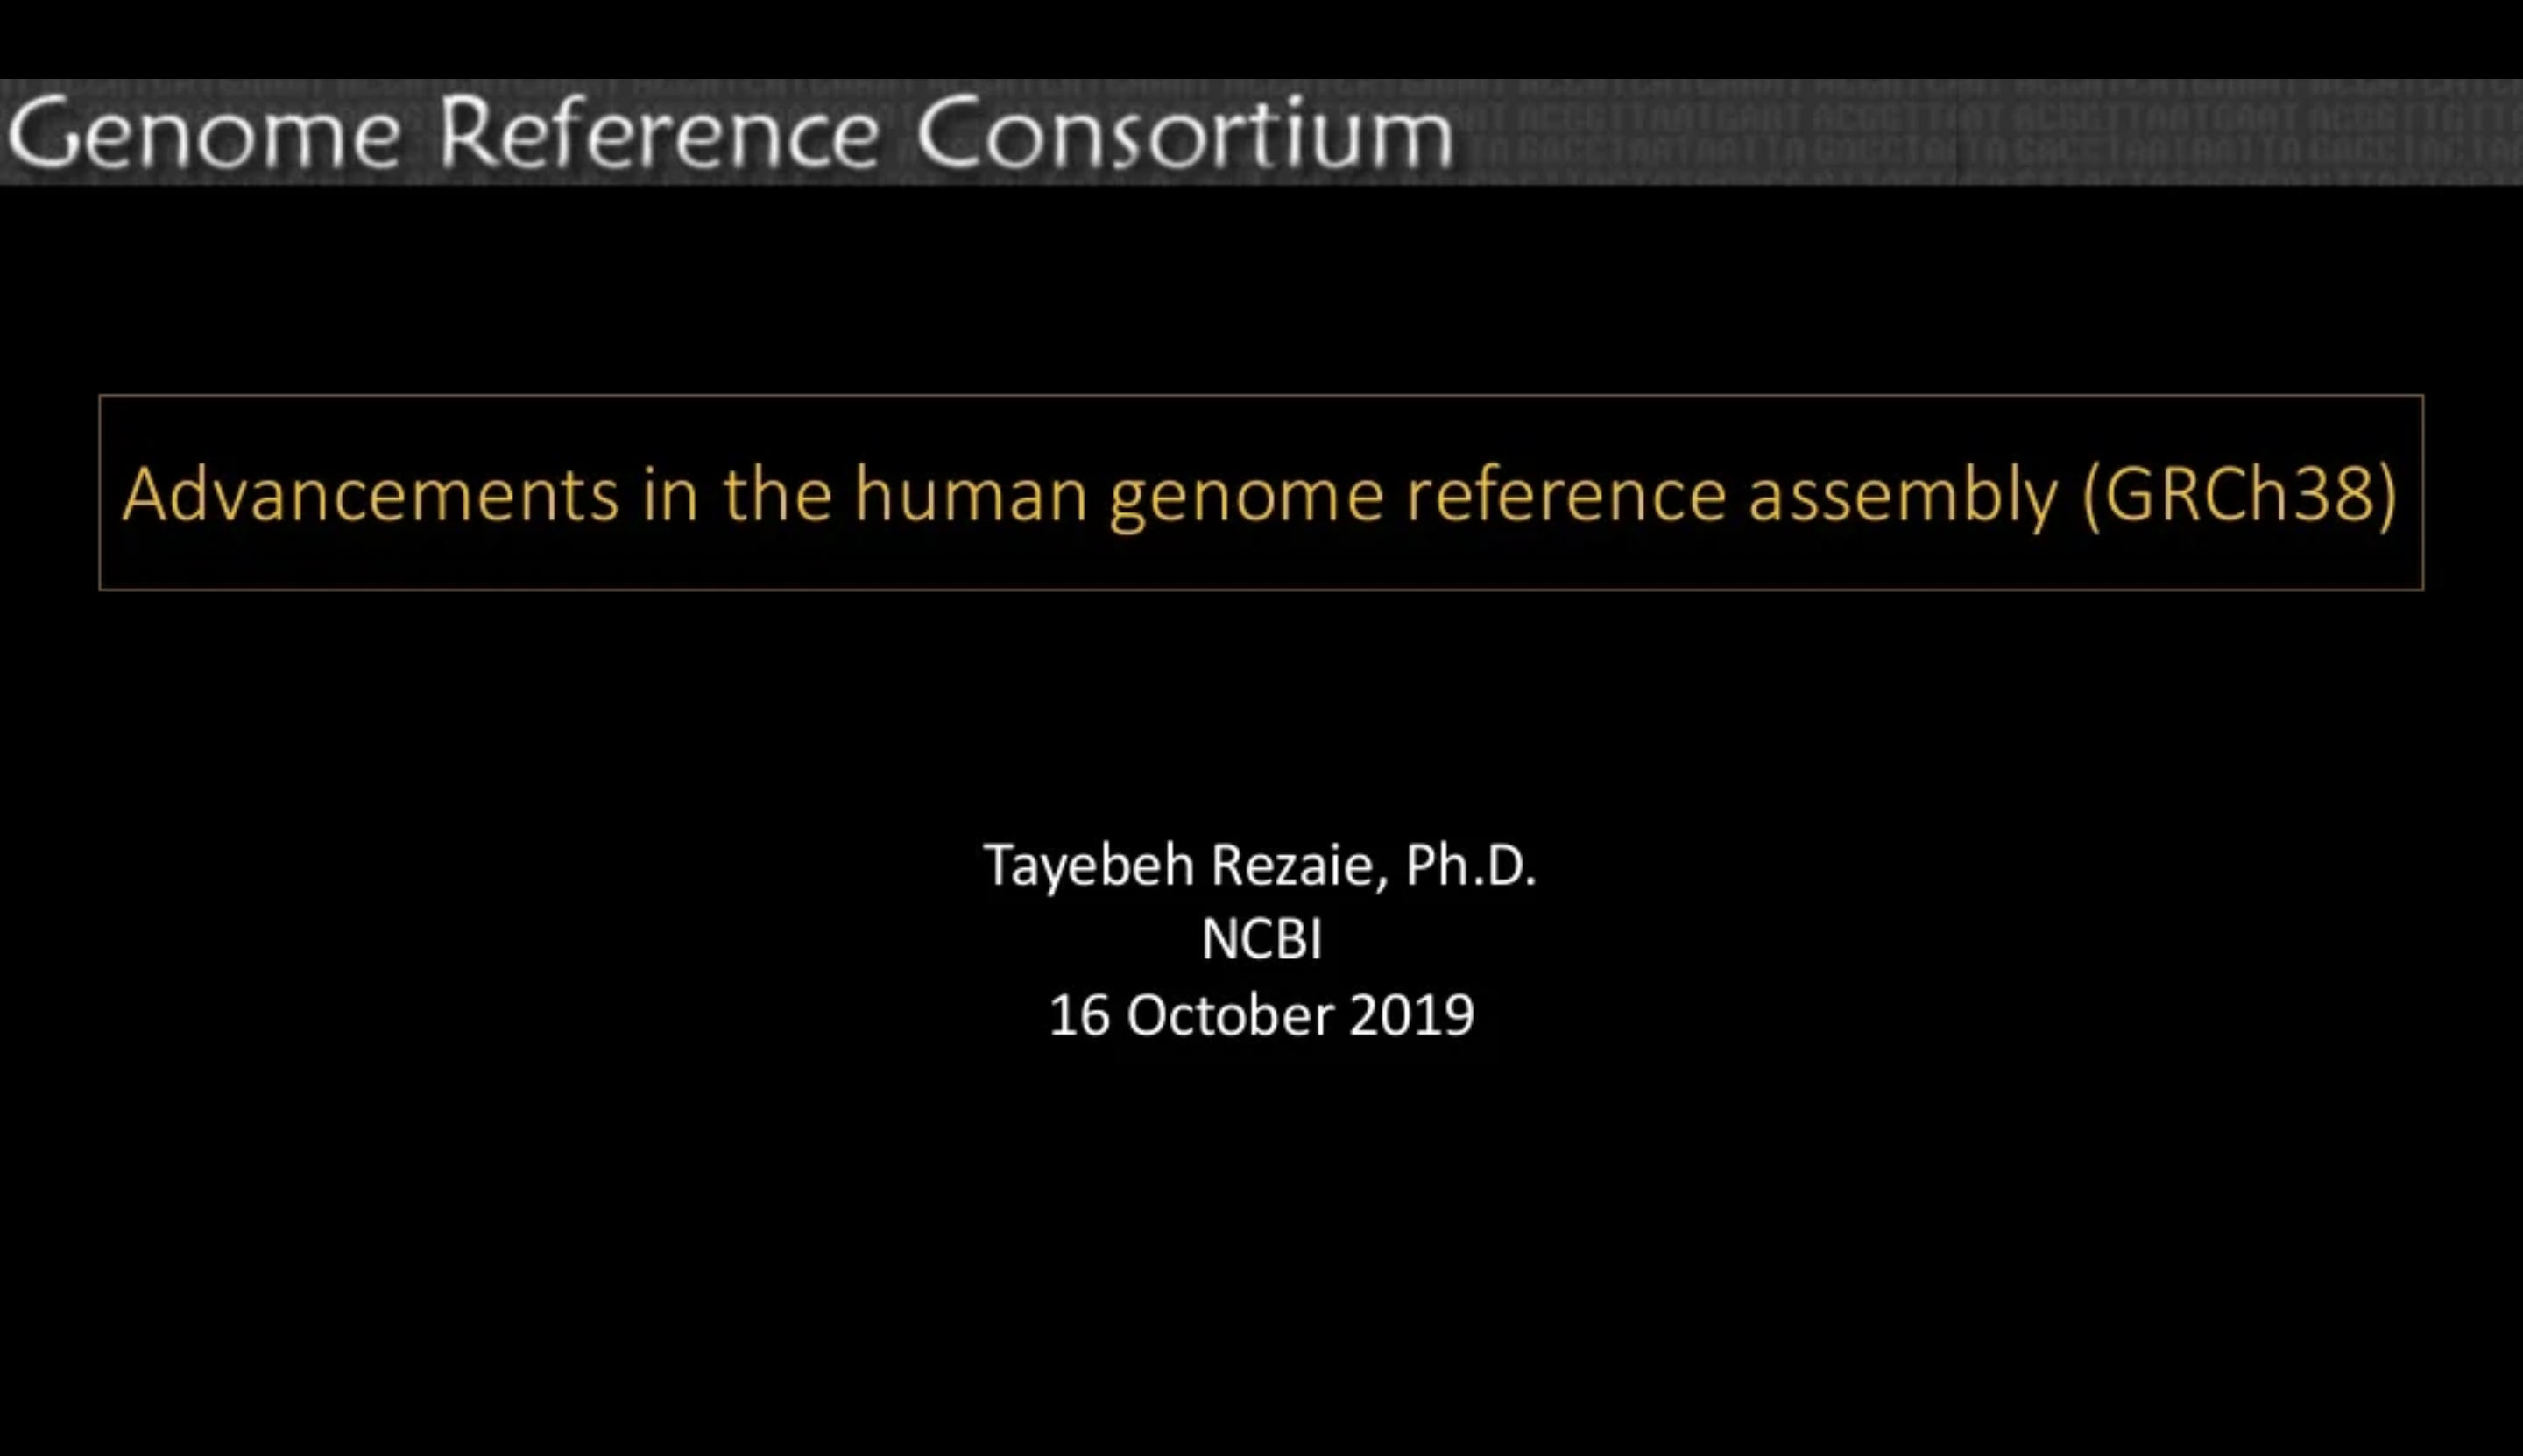 Genome Reference Consortium
Advancements in the human genome reference assembly (GRCh38)
Tayebeh Rezaie, Ph.D.
NCBI
16 October 2019